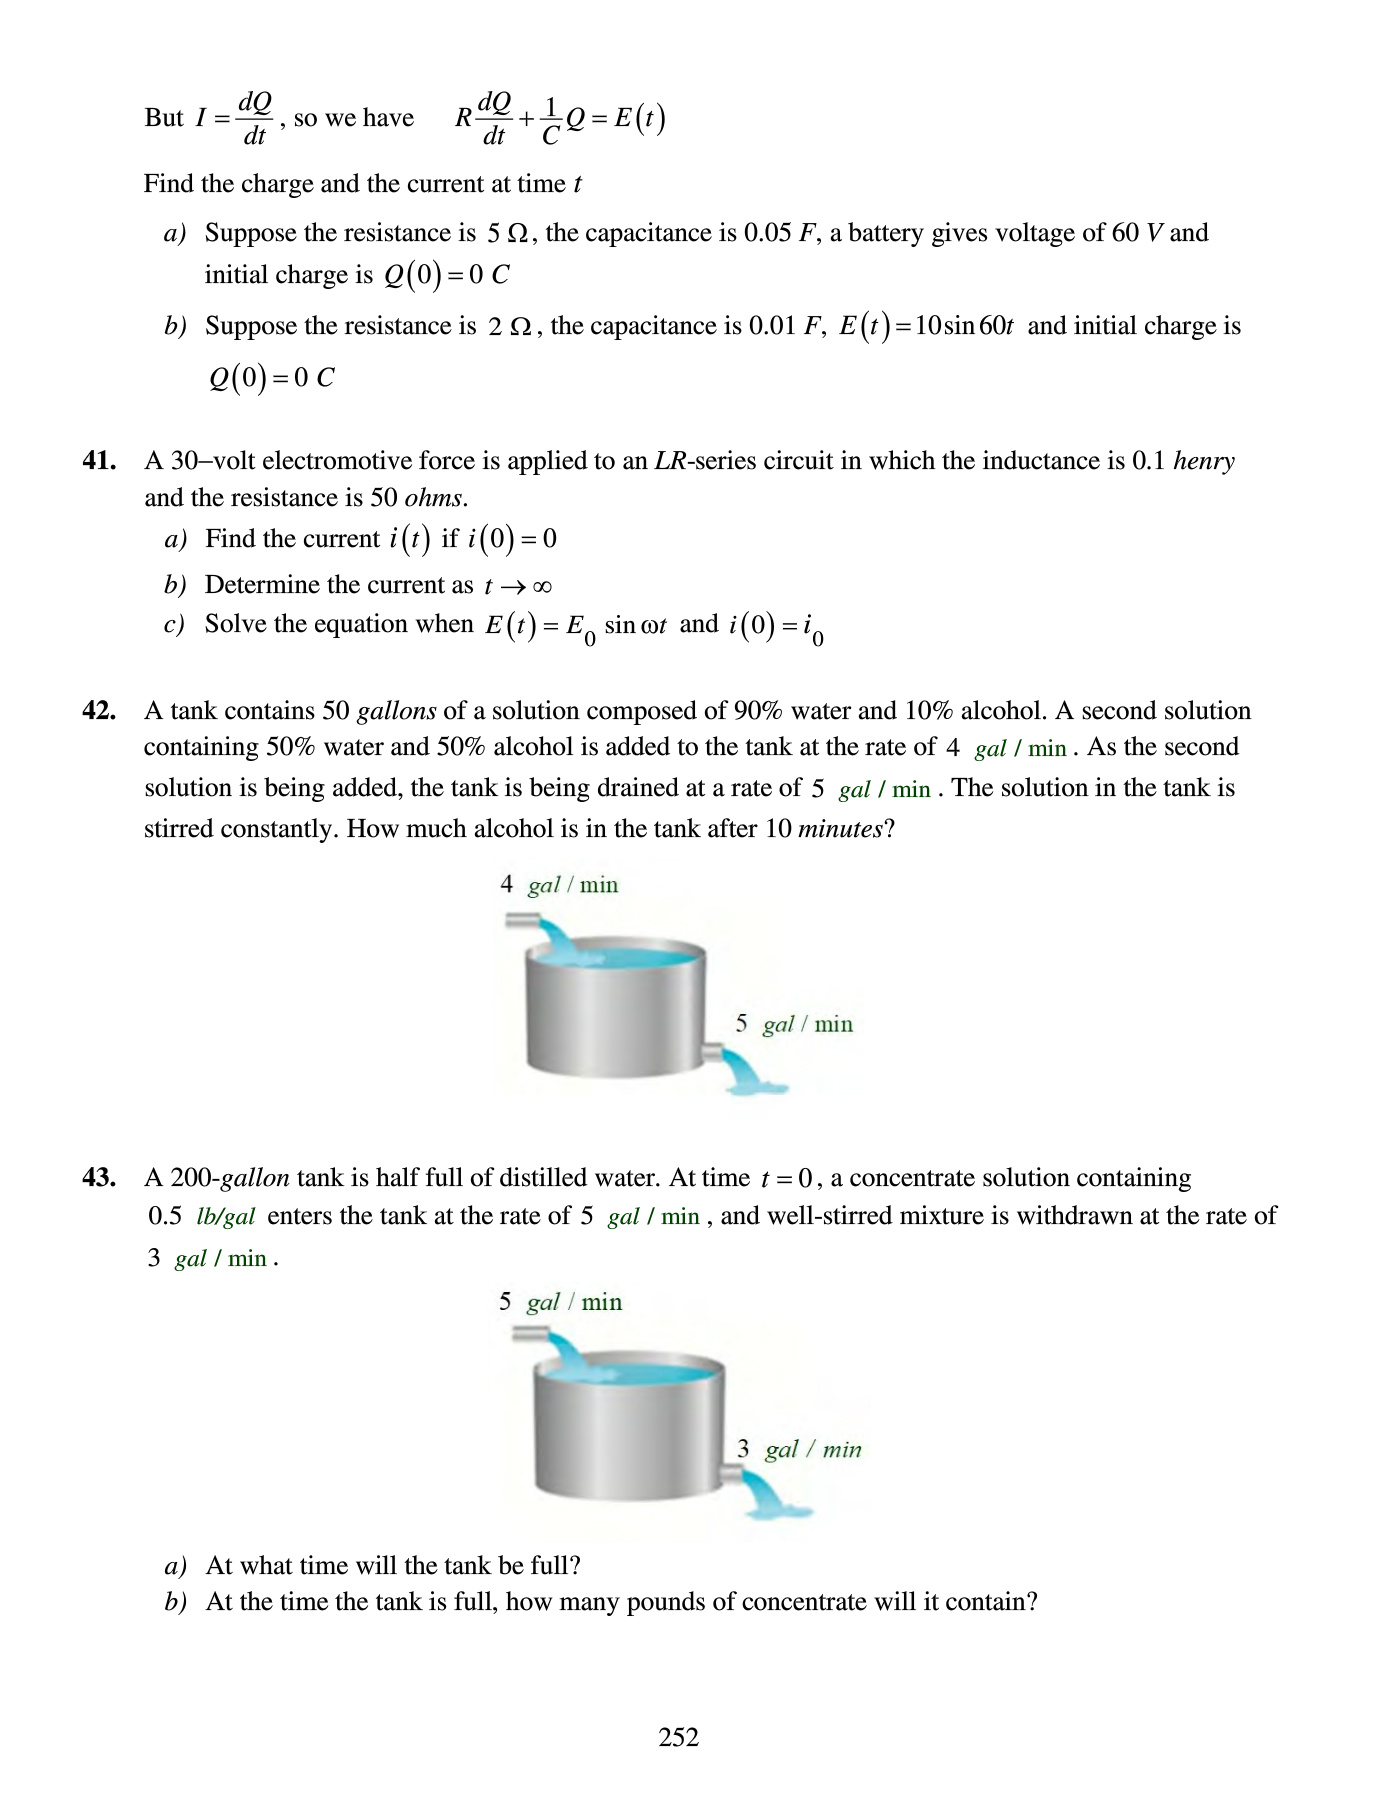 But I = dQ/dt, so we have R dQ/dt + 1/C Q = E(t)
Find the charge and the current at time t
a) Suppose the resistance is 5 Ω, the capacitance is 0.05 F, a battery gives voltage of 60 V and
initial charge is Q(0) = 0 C
b) Suppose the resistance is 2 Ω, the capacitance is 0.01 F, E(t) = 10 sin 60t and initial charge is
Q(0) = 0 C
41. A 30–volt electromotive force is applied to an LR-series circuit in which the inductance is 0.1 henry
and the resistance is 50 ohms.
a) Find the current i(t) if i(0) = 0
b) Determine the current as t → ∞
c) Solve the equation when E(t) = E₀ sin ωt and i(0) = i₀
42. A tank contains 50 gallons of a solution composed of 90% water and 10% alcohol. A second solution
containing 50% water and 50% alcohol is added to the tank at the rate of 4 gal / min. As the second
solution is being added, the tank is being drained at a rate of 5 gal / min. The solution in the tank is
stirred constantly. How much alcohol is in the tank after 10 minutes?
4 gal / min
5 gal / min
43. A 200-gallon tank is half full of distilled water. At time t = 0, a concentrate solution containing
0.5 lb/gal enters the tank at the rate of 5 gal / min, and well-stirred mixture is withdrawn at the rate of
3 gal / min.
5 gal / min
3 gal / min
a) At what time will the tank be full?
b) At the time the tank is full, how many pounds of concentrate will it contain?
252